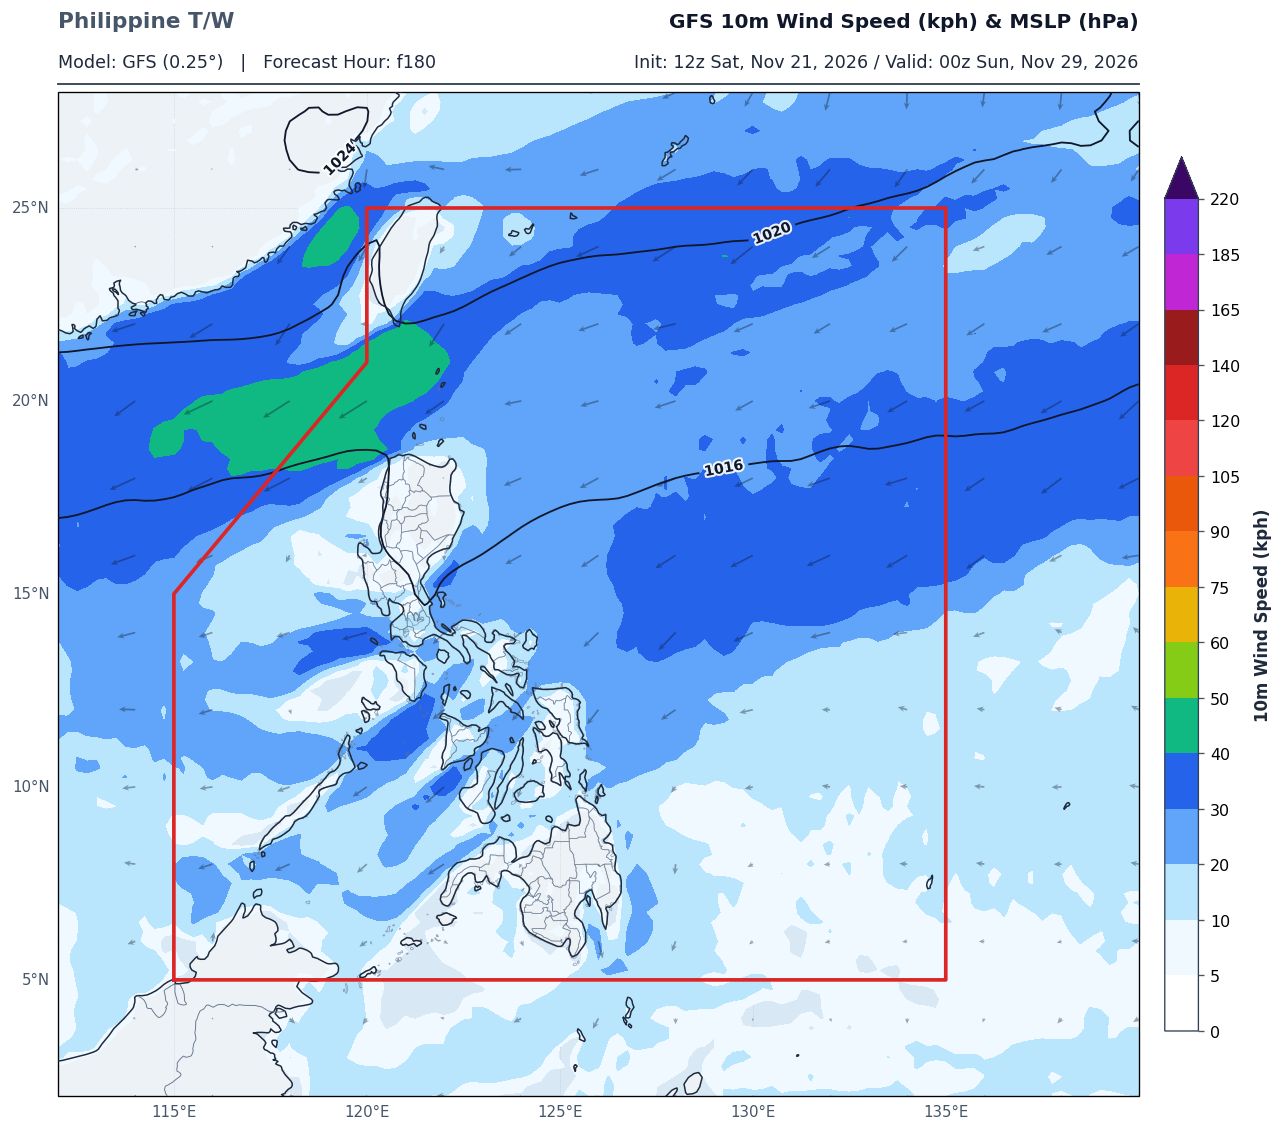 Philippine T/W
GFS 10m Wind Speed (kph) & MSLP (hPa)
Model: GFS (0.25°) | Forecast Hour: f180
Init: 12z Sat, Nov 21, 2026 / Valid: 00z Sun, Nov 29, 2026
1024
1020
1016
25°N
20°N
15°N
10°N
5°N
115°E
120°E
125°E
130°E
135°E
220
185
165
140
120
105
90
75
60
50
40
30
20
10
5
0
10m Wind Speed (kph)